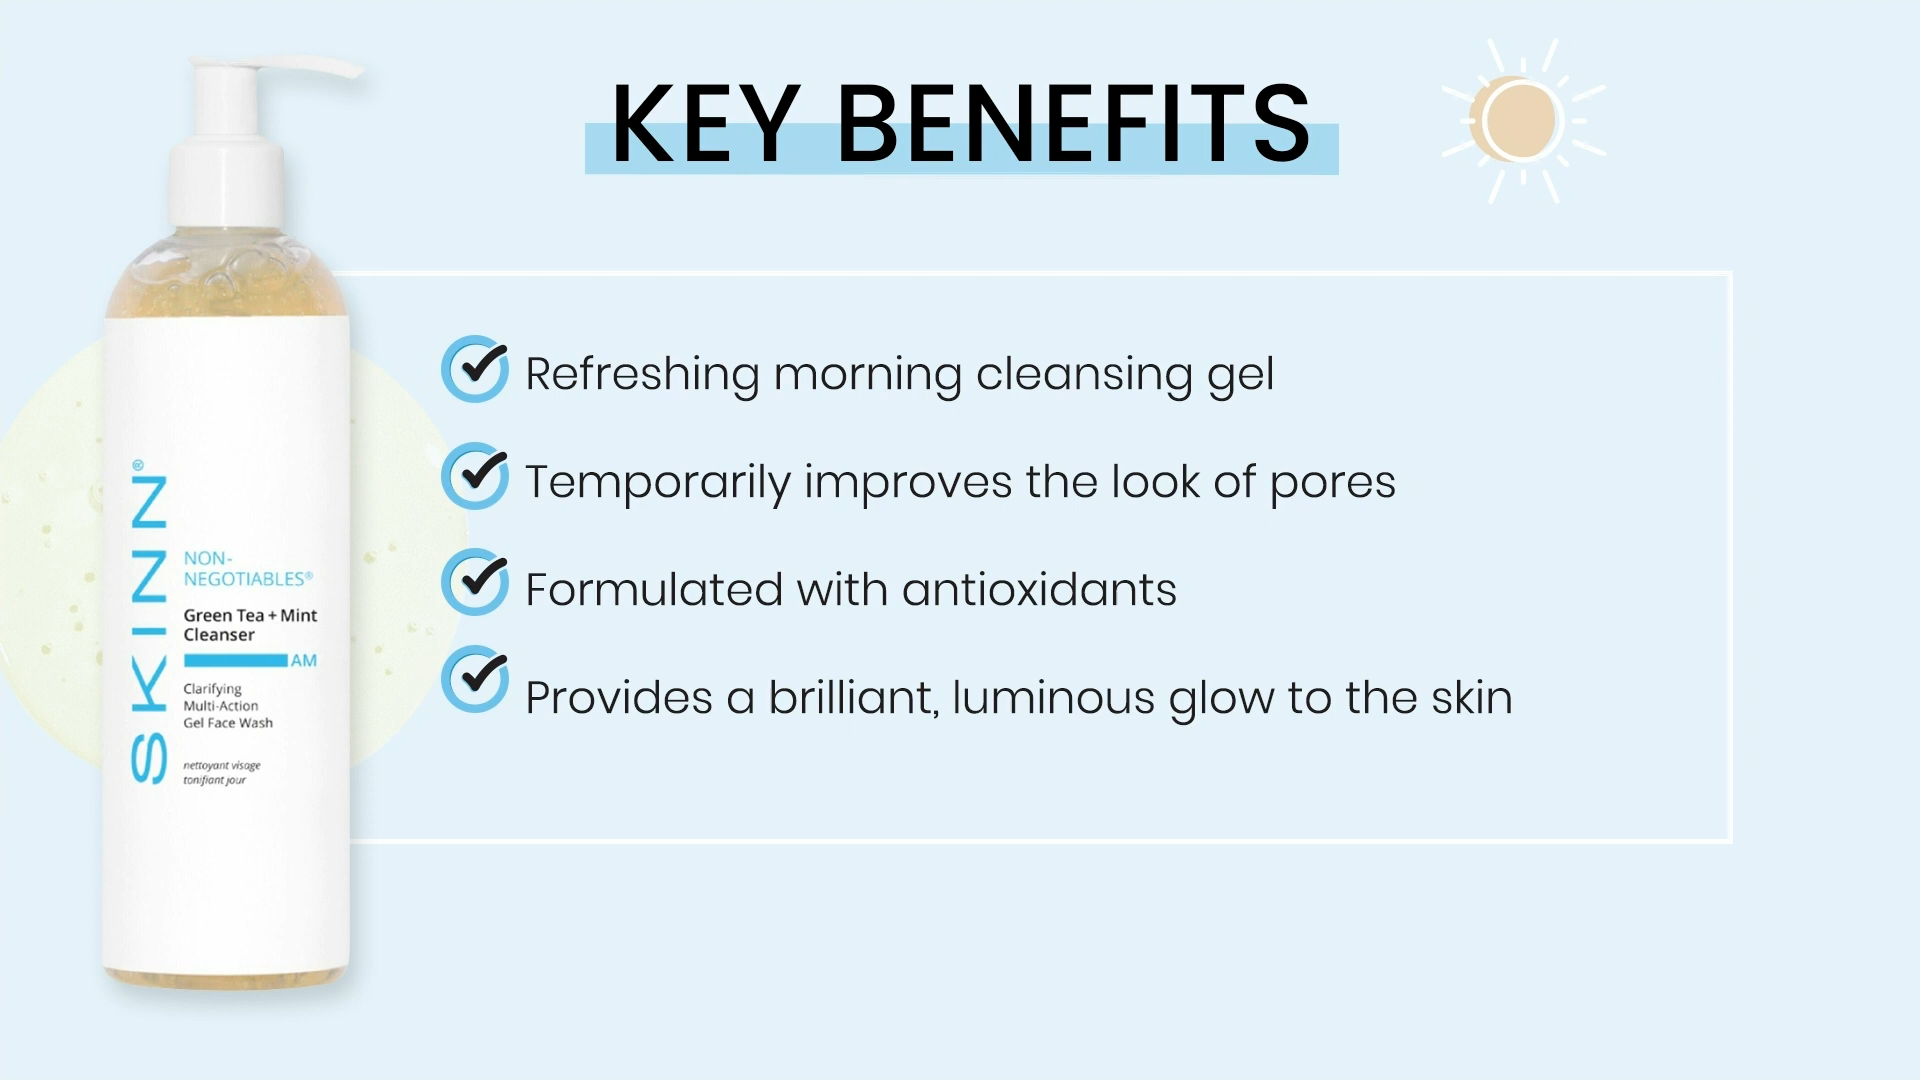 KEY BENEFITS
Refreshing morning cleansing gel
Temporarily improves the look of pores
Formulated with antioxidants
Provides a brilliant, luminous glow to the skin
SKINN®
NON-
NEGOTIABLES®
Green Tea + Mint
Cleanser
AM
Clarifying
Multi-Action
Gel Face Wash
nettoyant visage
tonifiant jour